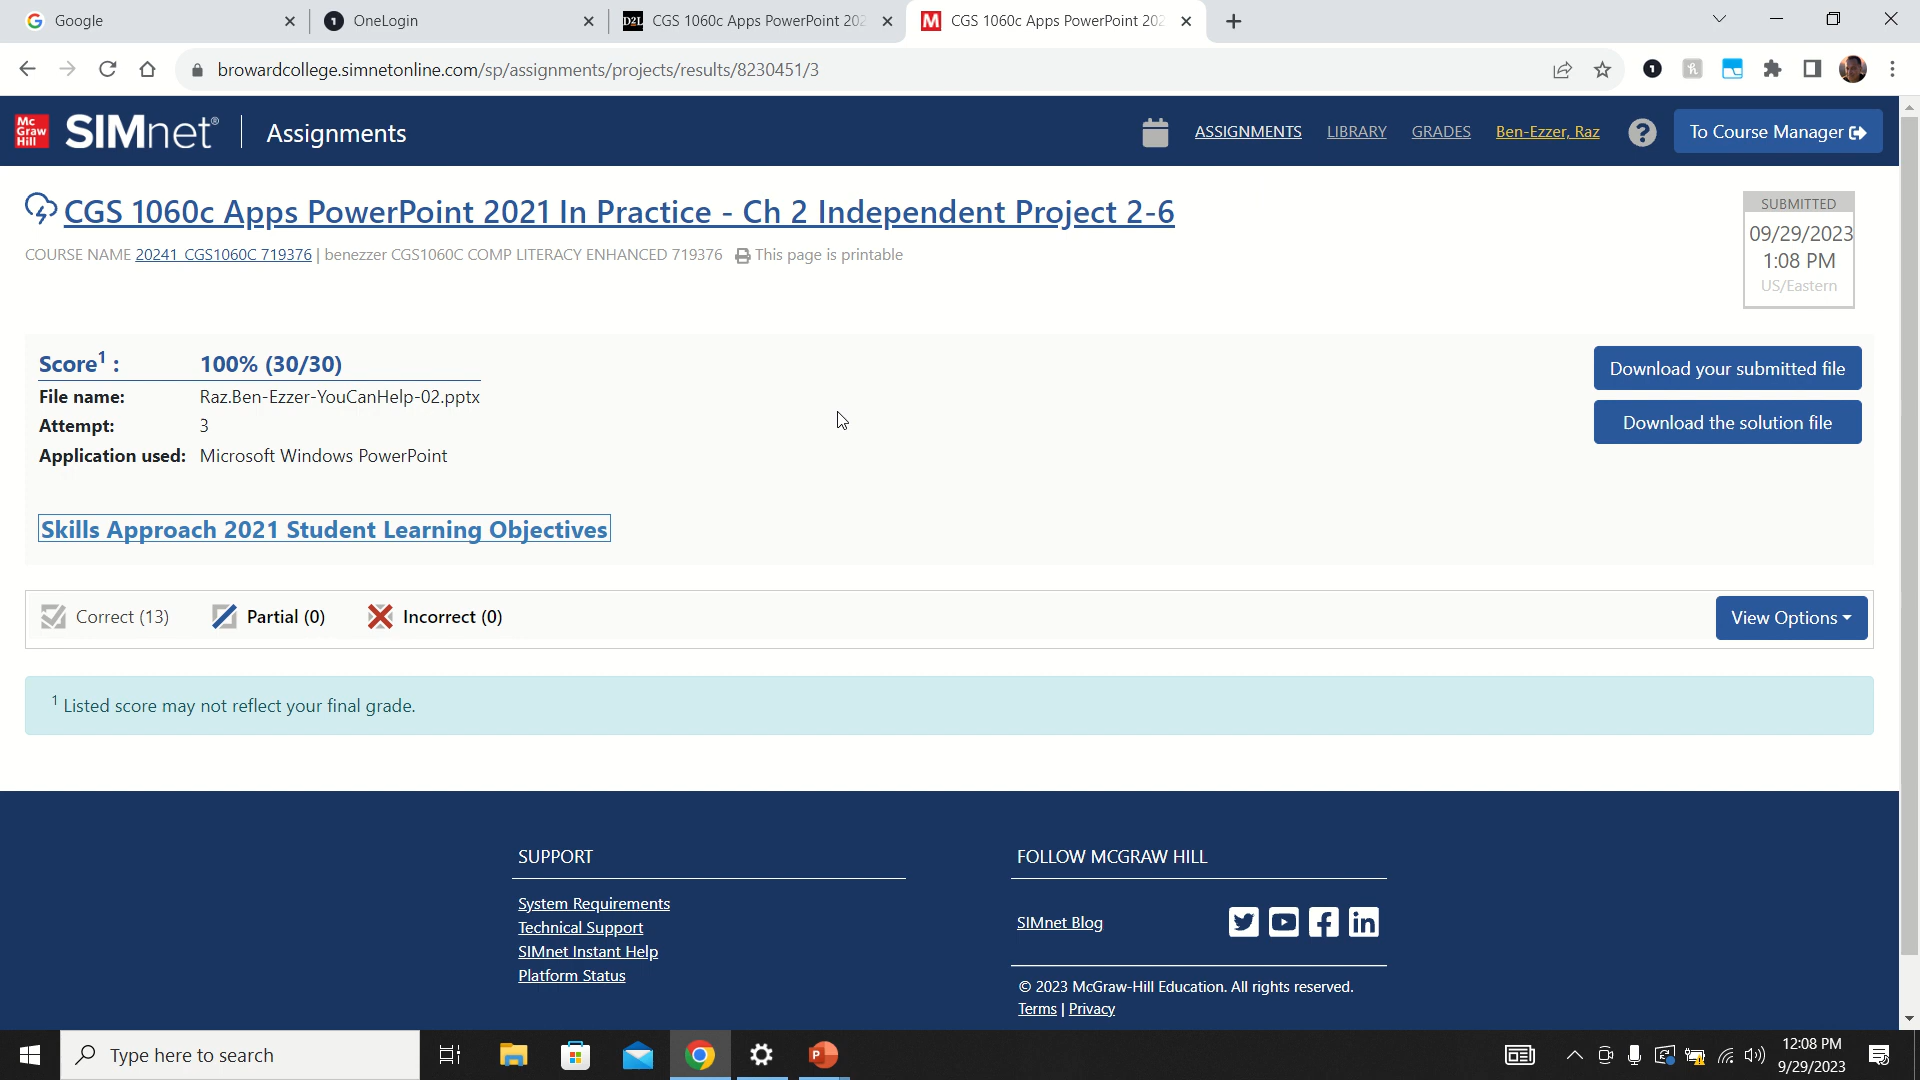 Google
OneLogin
D2L CGS 1060c Apps PowerPoint 202
M CGS 1060c Apps PowerPoint 202
browardcollege.simnetonline.com/sp/assignments/projects/results/8230451/3
Mc Graw Hill
SIMnet® | Assignments
ASSIGNMENTS LIBRARY GRADES Ben-Ezzer, Raz ? To Course Manager
CGS 1060c Apps PowerPoint 2021 In Practice - Ch 2 Independent Project 2-6
COURSE NAME 20241_CGS1060C 719376 | benezzer CGS1060C COMP LITERACY ENHANCED 719376 This page is printable
SUBMITTED
09/29/2023
1:08 PM
US/Eastern
Score¹ : 100% (30/30)
File name: Raz.Ben-Ezzer-YouCanHelp-02.pptx
Attempt: 3
Application used: Microsoft Windows PowerPoint
Download your submitted file
Download the solution file
Skills Approach 2021 Student Learning Objectives
Correct (13) Partial (0) Incorrect (0) View Options
¹ Listed score may not reflect your final grade.
SUPPORT
System Requirements
Technical Support
SIMnet Instant Help
Platform Status
FOLLOW MCGRAW HILL
SIMnet Blog
© 2023 McGraw-Hill Education. All rights reserved.
Terms | Privacy
Type here to search
12:08 PM
9/29/2023